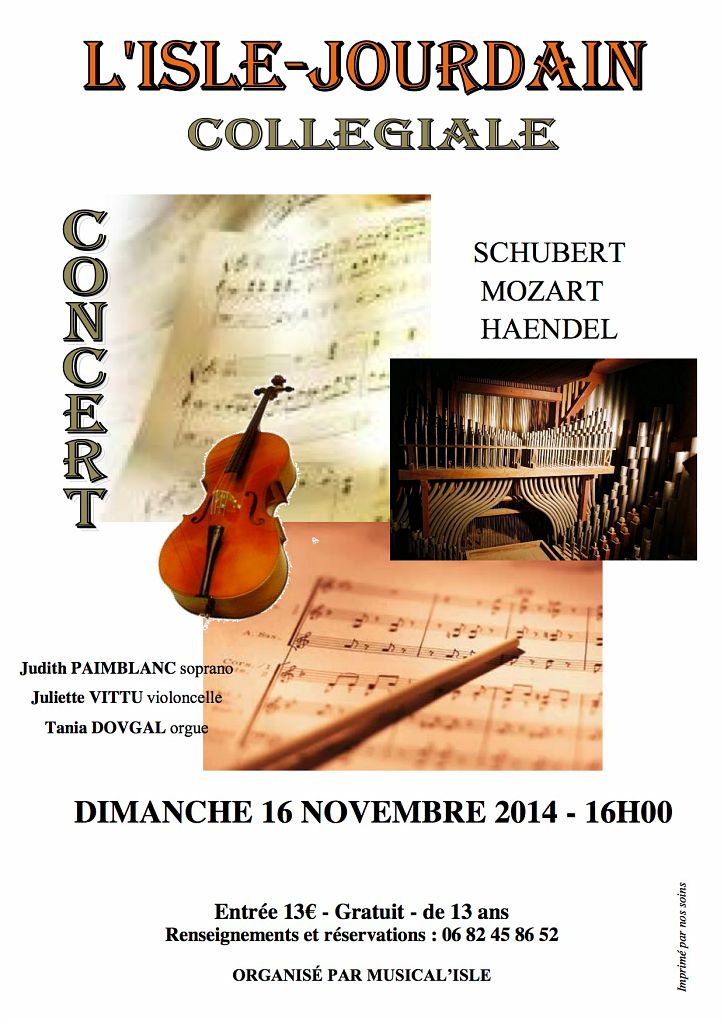 L'ISLE-JOURDAIN
COLLEGIALE
CONCERT
SCHUBERT
MOZART
HAENDEL
A. Bas.
Cors.
Judith PAIMBLANC soprano
Juliette VITTU violoncelle
Tania DOVGAL orgue
DIMANCHE 16 NOVEMBRE 2014 - 16H00
Entrée 13€ - Gratuit - de 13 ans
Renseignements et réservations : 06 82 45 86 52
ORGANISÉ PAR MUSICAL’ISLE
Imprimé par nos soins